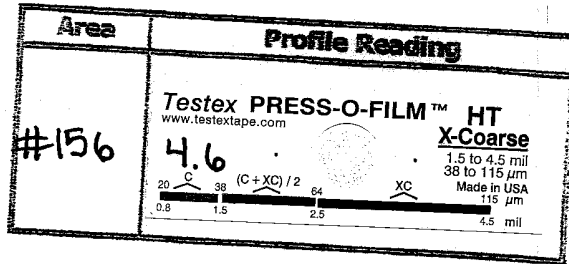 Area
Profile Reading
#156
Testex PRESS-O-FILM™ HT
www.testextape.com
X-Coarse
4.6
1.5 to 4.5 mil
38 to 115 µm
Made in USA
C
(C + XC) / 2
XC
20 38 64 115 µm
0.8 1.5 2.5 4.5 mil